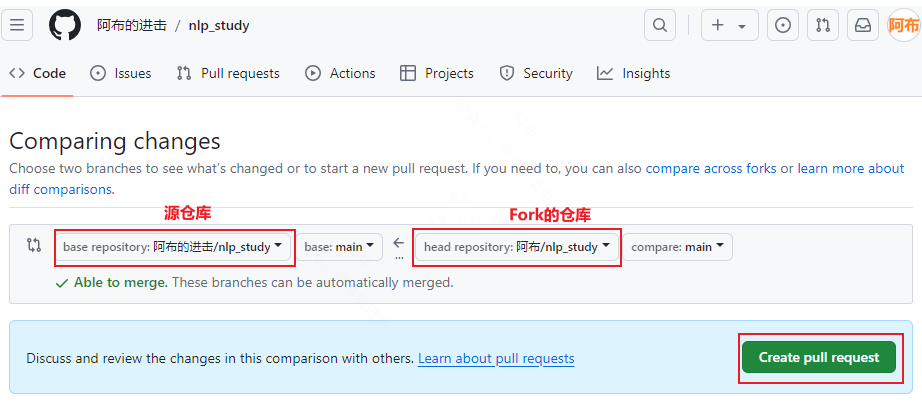 阿布的进击 / nlp_study
阿布
Code Issues Pull requests Actions Projects Security Insights
Comparing changes
Choose two branches to see what's changed or to start a new pull request. If you need to, you can also compare across forks or learn more about
diff comparisons.
源仓库 Fork的仓库
base repository: 阿布的进击/nlp_study base: main ← head repository: 阿布/nlp_study compare: main
...
Able to merge. These branches can be automatically merged.
Discuss and review the changes in this comparison with others. Learn about pull requests Create pull request